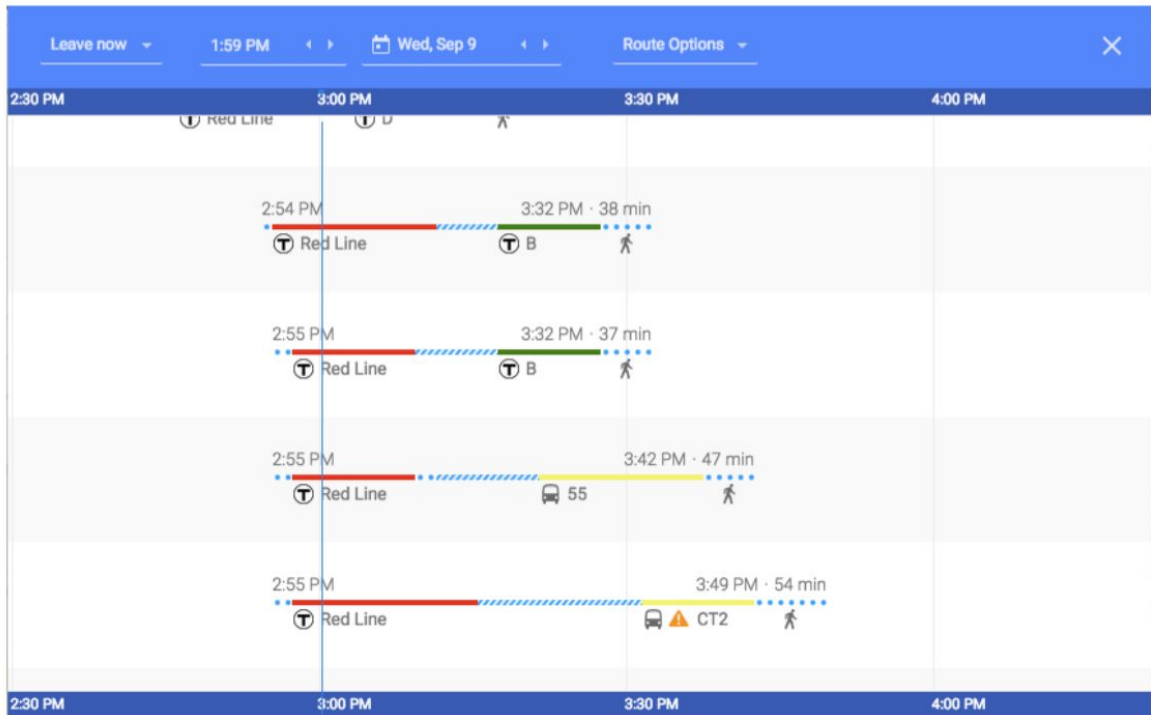 Leave now 1:59 PM Wed, Sep 9 Route Options
2:30 PM 3:00 PM 3:30 PM 4:00 PM
T Red Line T D
2:54 PM 3:32 PM · 38 min
T Red Line T B
2:55 PM 3:32 PM · 37 min
T Red Line T B
2:55 PM 3:42 PM · 47 min
T Red Line 55
2:55 PM 3:49 PM · 54 min
T Red Line CT2
2:30 PM 3:00 PM 3:30 PM 4:00 PM